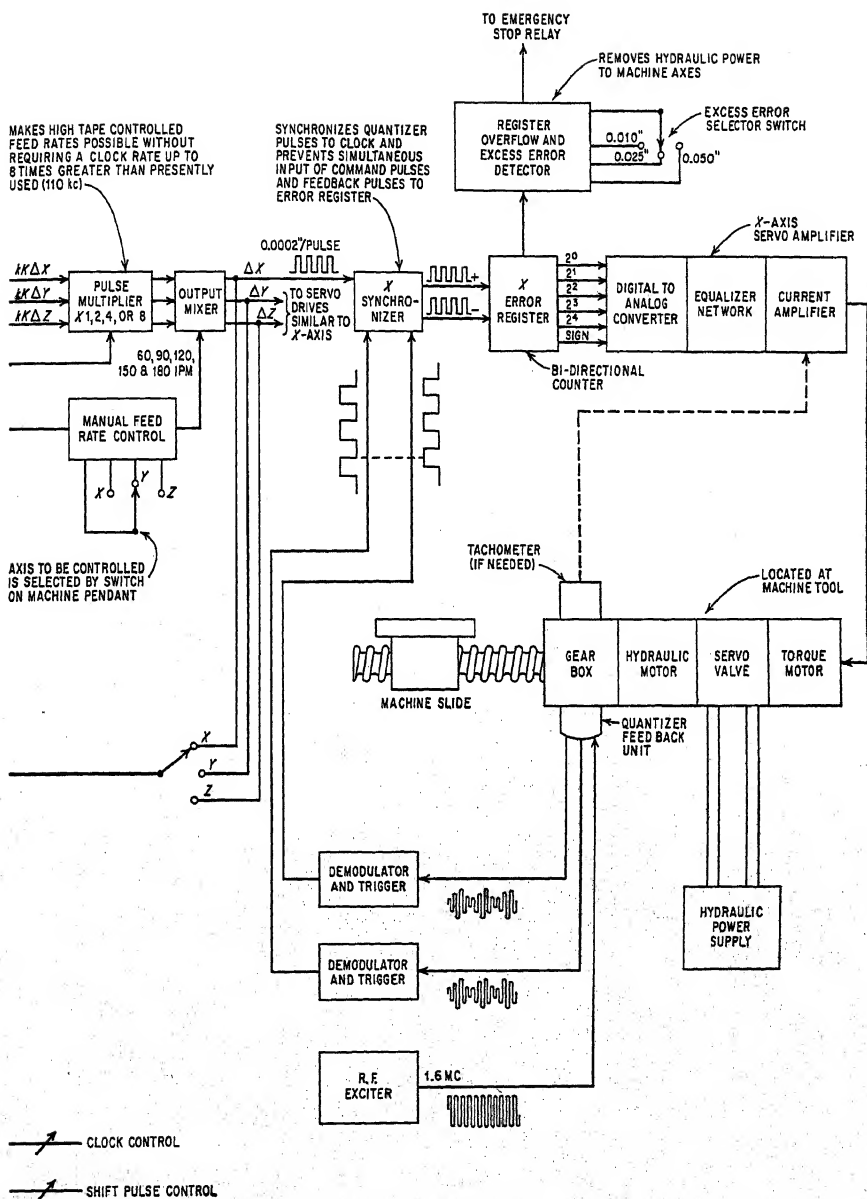 TO EMERGENCY
STOP RELAY
REMOVES HYDRAULIC POWER
TO MACHINE AXES
MAKES HIGH TAPE CONTROLLED
FEED RATES POSSIBLE WITHOUT
REQUIRING A CLOCK RATE UP TO
8 TIMES GREATER THAN PRESENTLY
USED (110 kc)
SYNCHRONIZES QUANTIZER
PULSES TO CLOCK AND
PREVENTS SIMULTANEOUS
INPUT OF COMMAND PULSES
AND FEEDBACK PULSES TO
ERROR REGISTER
REGISTER
OVERFLOW AND
EXCESS ERROR
DETECTOR
0.010"
0.025"
0.050"
EXCESS ERROR
SELECTOR SWITCH
X-AXIS
SERVO AMPLIFIER
0.0002"/PULSE
kKΔX
kKΔY
kKΔZ
PULSE
MULTIPLIER
X 1, 2, 4, OR 8
OUTPUT
MIXER
ΔX
ΔY
ΔZ
TO SERVO
DRIVES
SIMILAR TO
X-AXIS
X
SYNCHRO-
NIZER
+
-
X
ERROR
REGISTER
2⁰
2¹
2²
2³
2⁴
SIGN
DIGITAL TO
ANALOG
CONVERTER
EQUALIZER
NETWORK
CURRENT
AMPLIFIER
60, 90, 120,
150 & 180 IPM
BI-DIRECTIONAL
COUNTER
MANUAL FEED
RATE CONTROL
X
Y
Z
AXIS TO BE CONTROLLED
IS SELECTED BY SWITCH
ON MACHINE PENDANT
TACHOMETER
(IF NEEDED)
LOCATED AT
MACHINE TOOL
MACHINE SLIDE
GEAR
BOX
HYDRAULIC
MOTOR
SERVO
VALVE
TORQUE
MOTOR
QUANTIZER
FEED BACK
UNIT
X
Y
Z
DEMODULATOR
AND TRIGGER
DEMODULATOR
AND TRIGGER
HYDRAULIC
POWER
SUPPLY
R.F.
EXCITER
1.6 MC
CLOCK CONTROL
SHIFT PULSE CONTROL